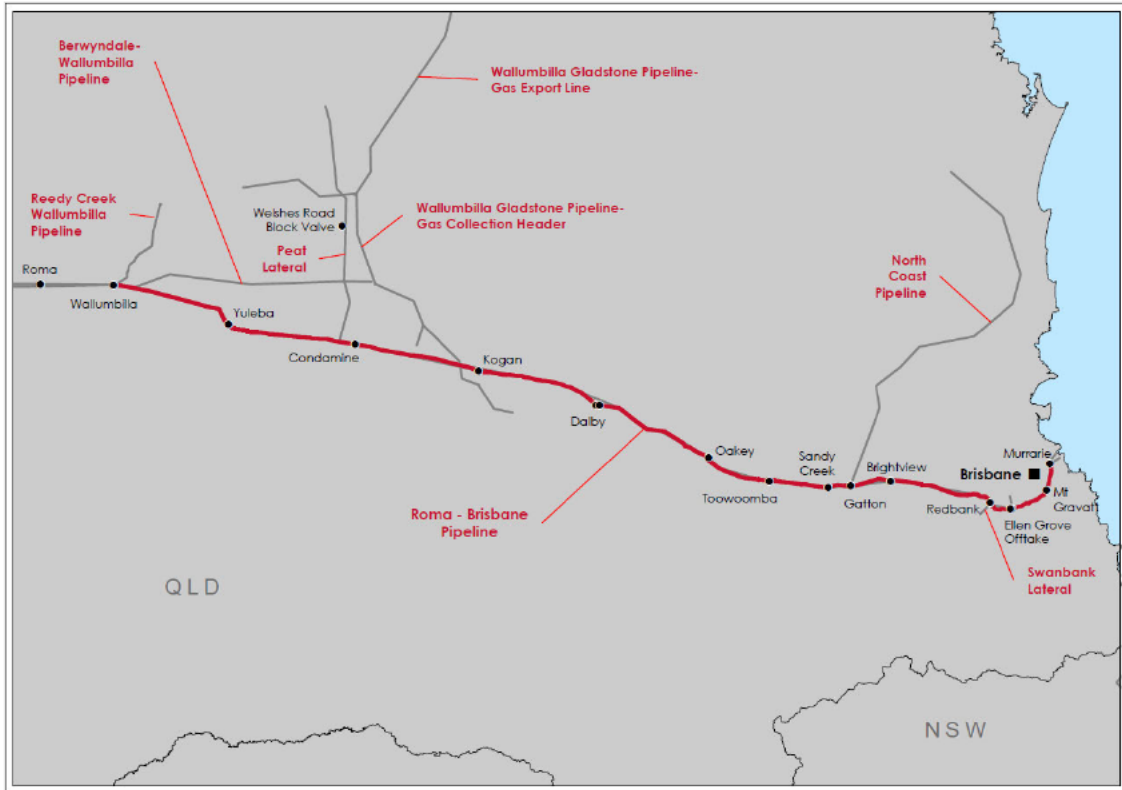 Berwyndale-
Wallumbilla
Pipeline
Wallumbilla Gladstone Pipeline-
Gas Export Line
Reedy Creek
Wallumbilla
Pipeline
Welshes Road
Block Valve
Wallumbilla Gladstone Pipeline-
Gas Collection Header
Peat
Lateral
North
Coast
Pipeline
Roma
Wallumbilla
Yuleba
Condamine
Kogan
Dalby
Oakey
Toowoomba
Sandy
Creek
Gatton
Brightview
Murrarie
Brisbane
Mt
Gravatt
Redbank
Ellen Grove
Offtake
Roma - Brisbane
Pipeline
Swanbank
Lateral
QLD
NSW